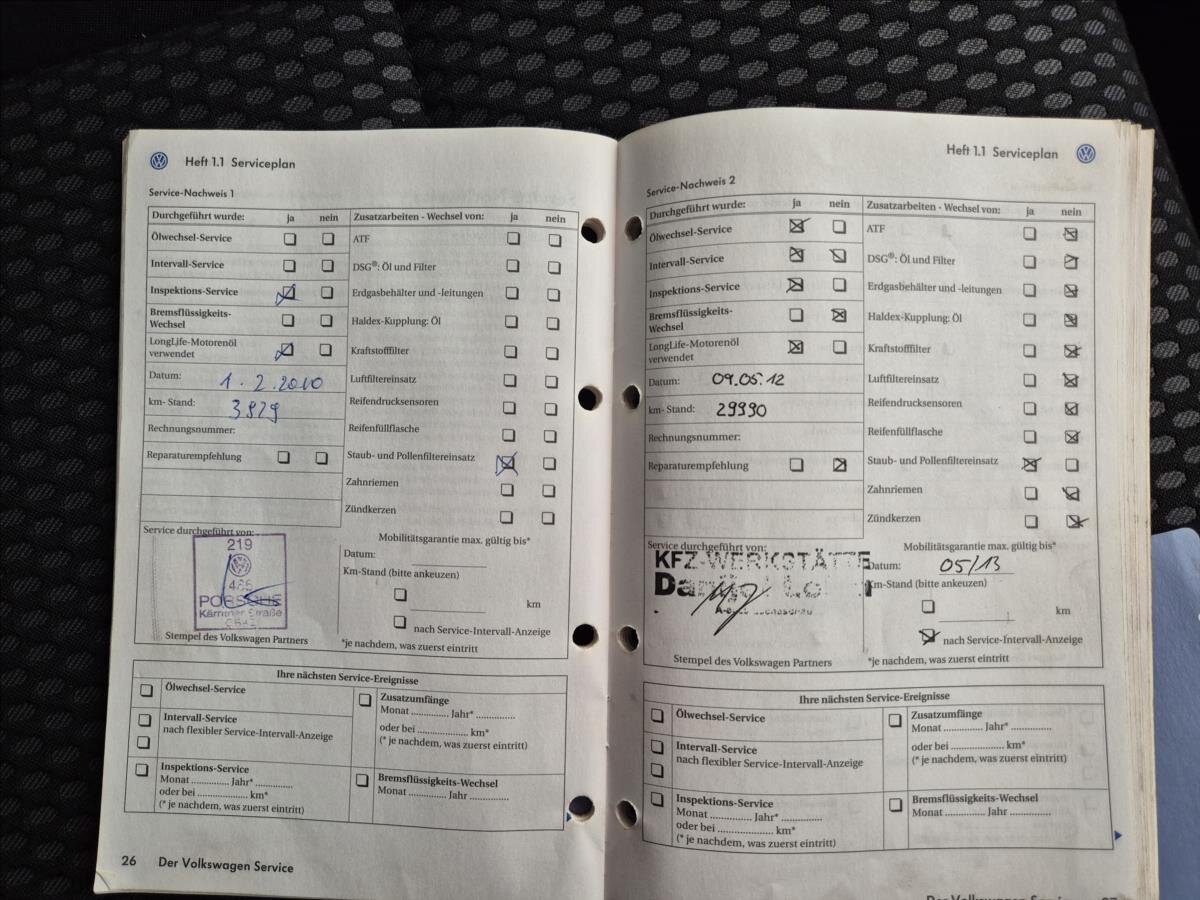 Heft 1.1 Serviceplan
Service-Nachweis 1
Durchgeführt wurde: ja nein
Ölwechsel-Service
Intervall-Service
Inspektions-Service
Bremsflüssigkeits-
Wechsel
LongLife-Motorenöl
verwendet
Datum: 1.2.2010
km- Stand: 3929
Rechnungsnummer:
Reparaturempfehlung
Zusatzarbeiten - Wechsel von: ja nein
ATF
DSG®: Öl und Filter
Erdgasbehälter und -leitungen
Haldex-Kupplung: Öl
Kraftstofffilter
Luftfiltereinsatz
Reifendrucksensoren
Reifenfüllflasche
Staub- und Pollenfiltereinsatz
Zahnriemen
Zündkerzen
Service durchgeführt von:
219
PORSCHE
Kärntner Straße
Stempel des Volkswagen Partners
Mobilitätsgarantie max. gültig bis*
Datum:
Km-Stand (bitte ankeuzen)
km
nach Service-Intervall-Anzeige
*je nachdem, was zuerst eintritt
Ihre nächsten Service-Ereignisse
Ölwechsel-Service
Intervall-Service
nach flexibler Service-Intervall-Anzeige
Inspektions-Service
Monat .............. Jahr* ..............
oder bei ...................... km*
(* je nachdem, was zuerst eintritt)
Zusatzumfänge
Monat .............. Jahr* ..............
oder bei ...................... km*
(* je nachdem, was zuerst eintritt)
Bremsflüssigkeits-Wechsel
Monat .............. Jahr ..............
26 Der Volkswagen Service
Heft 1.1 Serviceplan
Service-Nachweis 2
Durchgeführt wurde: ja nein
Ölwechsel-Service
Intervall-Service
Inspektions-Service
Bremsflüssigkeits-
Wechsel
LongLife-Motorenöl
verwendet
Datum: 09.05.12
km- Stand: 29990
Rechnungsnummer:
Reparaturempfehlung
Zusatzarbeiten - Wechsel von: ja nein
ATF
DSG®: Öl und Filter
Erdgasbehälter und -leitungen
Haldex-Kupplung: Öl
Kraftstofffilter
Luftfiltereinsatz
Reifendrucksensoren
Reifenfüllflasche
Staub- und Pollenfiltereinsatz
Zahnriemen
Zündkerzen
Service durchgeführt von:
KFZ-WERKSTÄTTE
Stempel des Volkswagen Partners
Mobilitätsgarantie max. gültig bis*
Datum: 05/13
Km-Stand (bitte ankeuzen)
km
nach Service-Intervall-Anzeige
*je nachdem, was zuerst eintritt
Ihre nächsten Service-Ereignisse
Ölwechsel-Service
Intervall-Service
nach flexibler Service-Intervall-Anzeige
Inspektions-Service
Monat .............. Jahr* ..............
oder bei ...................... km*
(* je nachdem, was zuerst eintritt)
Zusatzumfänge
Monat .............. Jahr* ..............
oder bei ...................... km*
(* je nachdem, was zuerst eintritt)
Bremsflüssigkeits-Wechsel
Monat .............. Jahr ..............